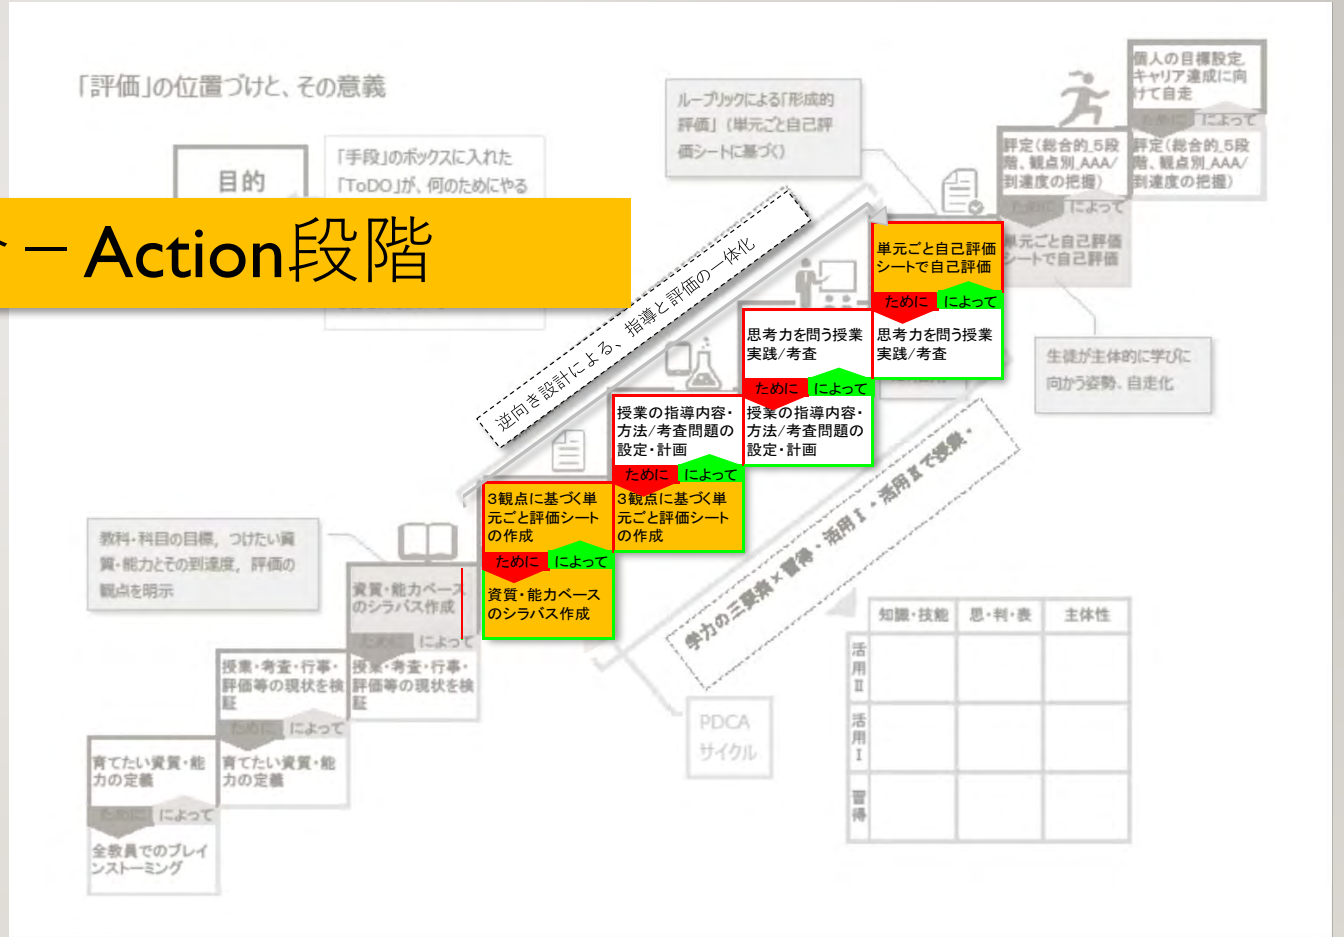 「評価」の位置づけと、その意義
目的
「手段」のボックスに入れた
「ToDO」が、何のためにやる
－Action段階
ルーブリックによる「形成的
評価」（単元ごと自己評
価シートに基づく）
個人の目標設定,
キャリア達成に向
けて自走
ために
によって
評定（総合的_5段
階、観点別_AAA/
到達度の把握）
評定（総合的_5段
階、観点別_AAA/
到達度の把握）
ために
によって
単元ごと自己評価
シートで自己評価
単元ごと自己評価
シートで自己評価
ために
によって
思考力を問う授業
実践/考査
思考力を問う授業
実践/考査
ために
によって
授業の指導内容・
方法/考査問題の
設定・計画
授業の指導内容・
方法/考査問題の
設定・計画
ために
によって
3観点に基づく単
元ごと評価シート
の作成
3観点に基づく単
元ごと評価シート
の作成
ために
によって
資質・能力ベース
のシラバス作成
資質・能力ベース
のシラバス作成
ために
によって
授業・考査・行事・
評価等の現状を検
証
授業・考査・行事・
評価等の現状を検
証
ために
によって
育てたい資質・能
力の定義
育てたい資質・能
力の定義
ために
によって
全教員でのブレイ
ンストーミング
逆向き設計による、指導と評価の一体化
学力の三要素×習得・活用Ⅰ・活用Ⅱで授業・
生徒が主体的に学びに
向かう姿勢、自走化
教科・科目の目標，つけたい資
質・能力とその到達度，評価の
観点を明示
PDCA
サイクル
知識・技能
思・判・表
主体性
活用Ⅱ
活用Ⅰ
習得